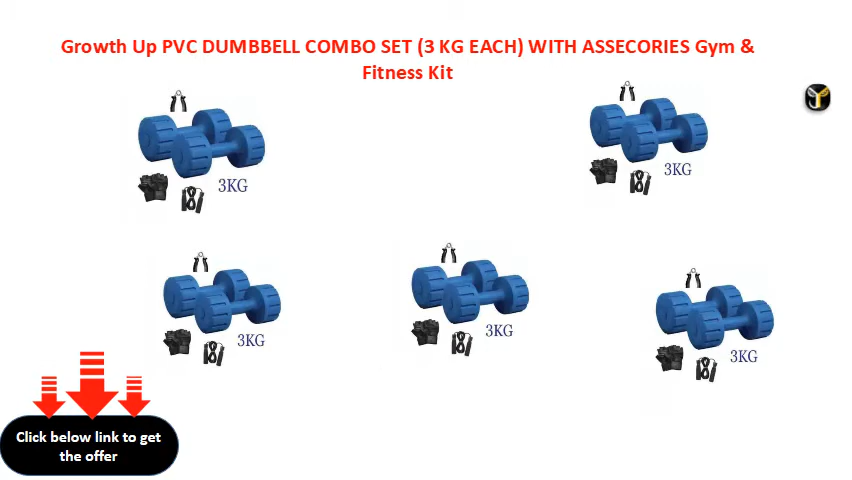 Growth Up PVC DUMBBELL COMBO SET (3 KG EACH) WITH ASSECORIES Gym &
Fitness Kit
3KG
3KG
3KG
3KG
3KG
Click below link to get
the offer